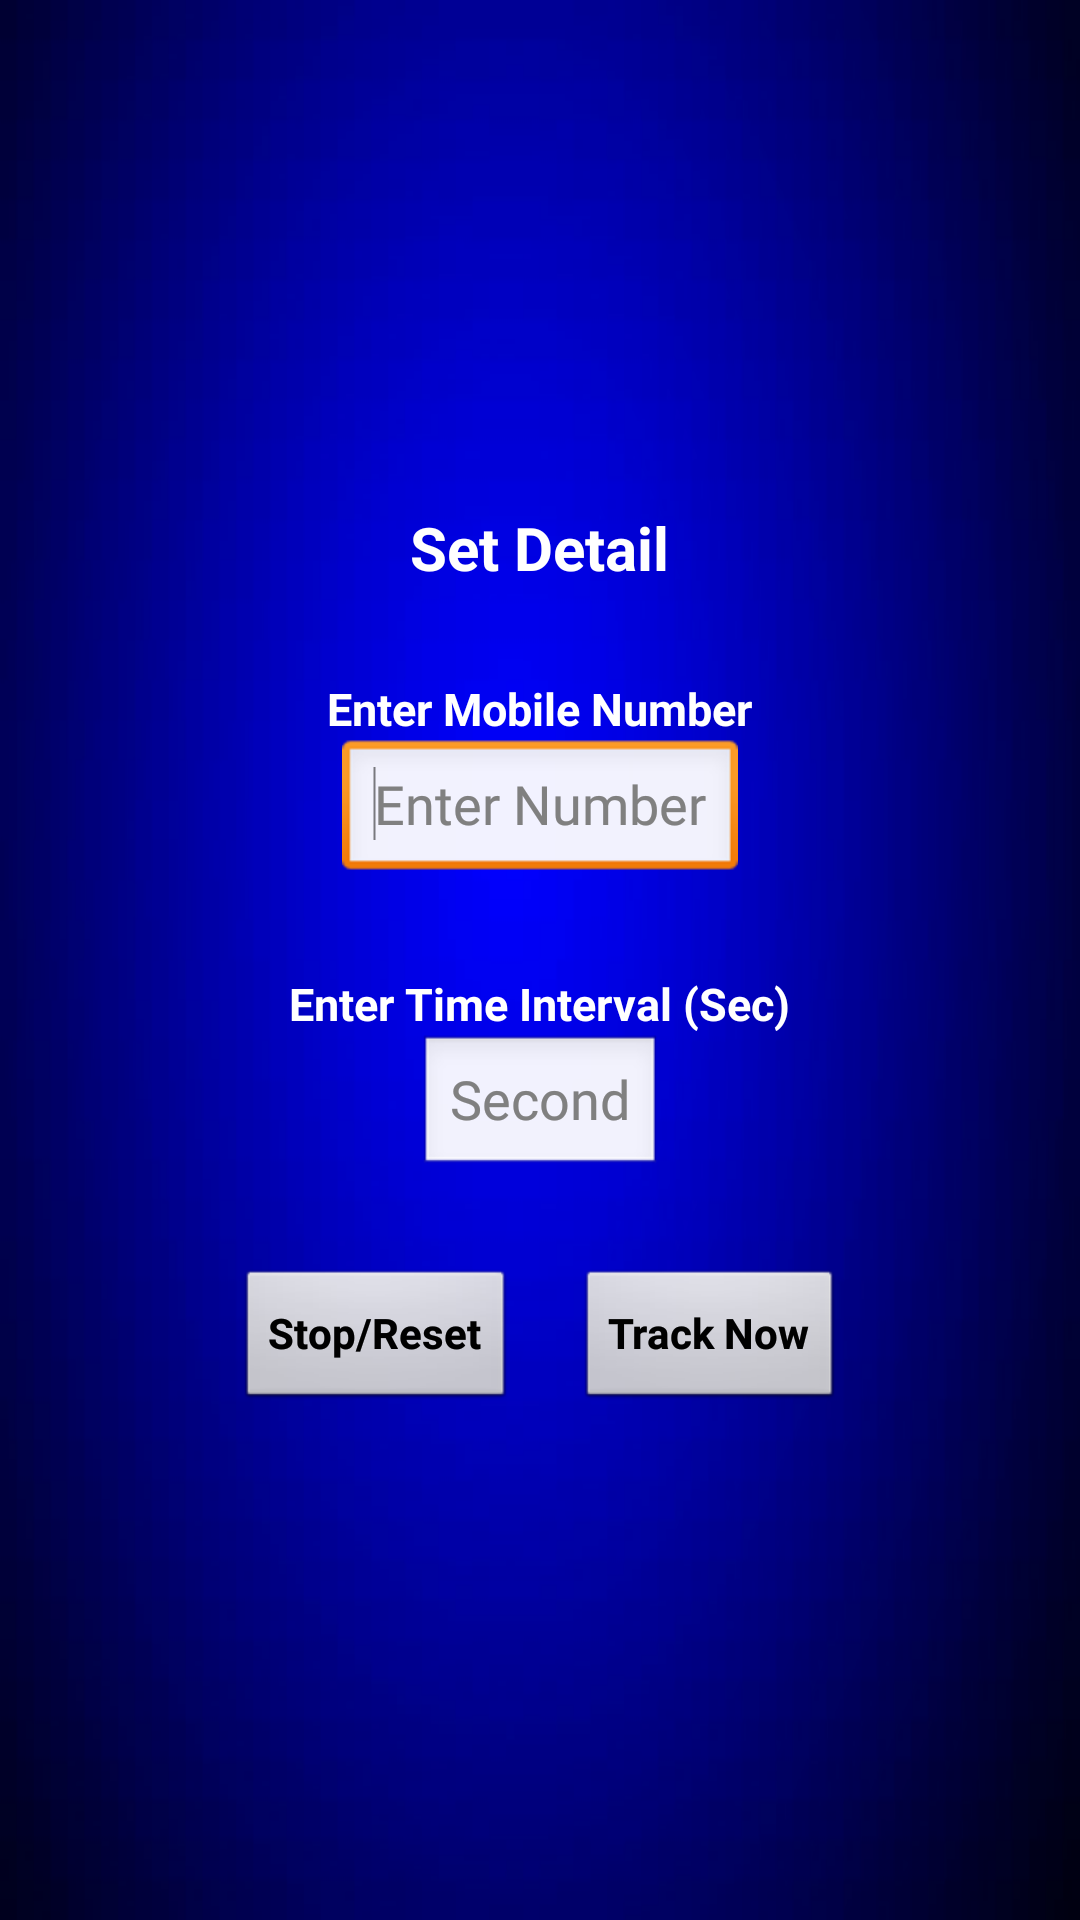 Set Detail
Enter Mobile Number
Enter Number
Enter Time Interval (Sec)
Second
Stop/Reset
Track Now